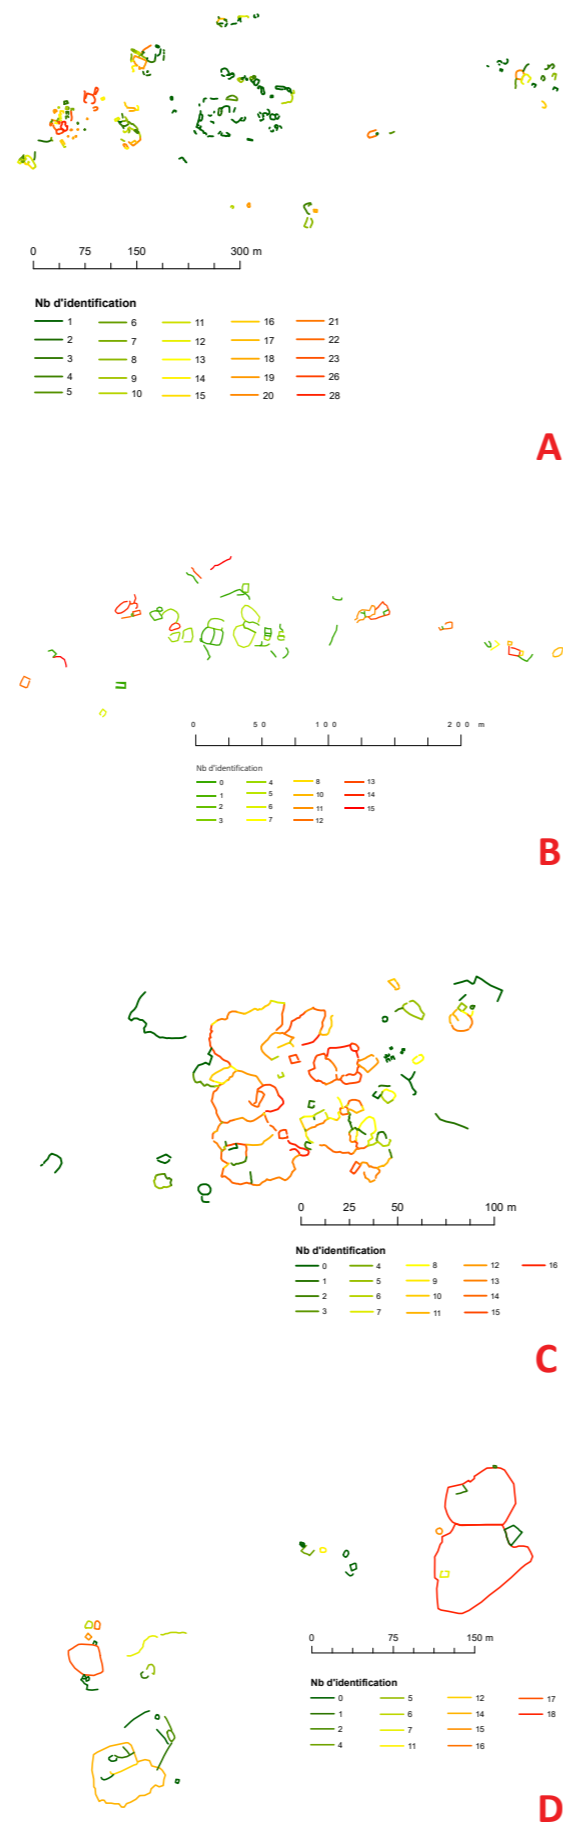 0 75 150 300 m
Nb d'identification
1 6 11 16 21
2 7 12 17 22
3 8 13 18 23
4 9 14 19 26
5 10 15 20 28
A
0 50 100 200 m
Nb d'identification
0 4 8 13
1 5 10 14
2 6 11 15
3 7 12
B
0 25 50 100 m
Nb d'identification
0 4 8 12 16
1 5 9 13
2 6 10 14
3 7 11 15
C
0 75 150 m
Nb d'identification
0 5 12 17
1 6 14 18
2 7 15
4 11 16
D